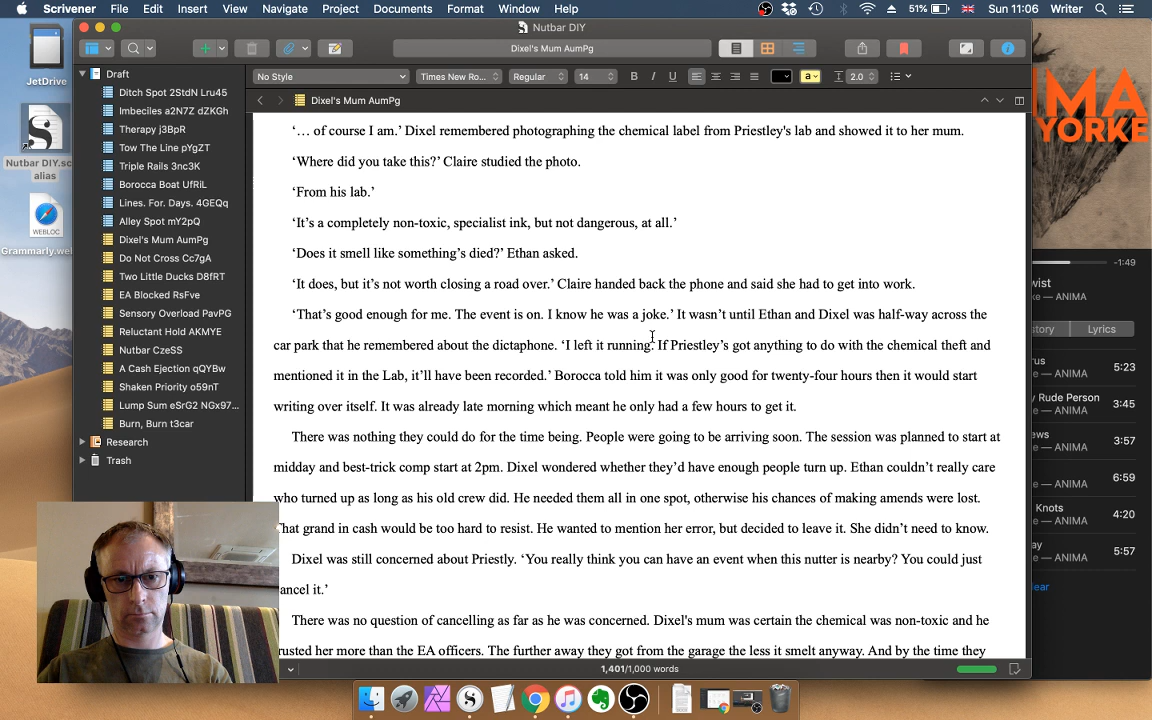 Scrivener File Edit Insert View Navigate Project Documents Format Window Help 51% Sun 11:06 Writer
Nutbar DIY
Dixel's Mum AumPg
No Style Times New Ro... Regular 14 B I U a 2.0
Dixel's Mum AumPg
JetDrive
Nutbar DIY.sc
alias
WEBLOC
Grammarly.we
Draft
Ditch Spot 2StdN Lru45
Imbeciles a2N7Z dZKGh
Therapy j3BpR
Tow The Line pYgZT
Triple Rails 3nc3K
Borocca Boat UfRiL
Lines. For. Days. 4GEQq
Alley Spot mY2pQ
Dixel's Mum AumPg
Do Not Cross Cc7gA
Two Little Ducks D8fRT
EA Blocked RsFve
Sensory Overload PavPG
Reluctant Hold AKMYE
Nutbar CzeSS
A Cash Ejection qQYBw
Shaken Priority o59nT
Lump Sum eSrG2 NGx97...
Burn, Burn t3car
Research
Trash
‘… of course I am.’ Dixel remembered photographing the chemical label from Priestley's lab and showed it to her mum.
‘Where did you take this?’ Claire studied the photo.
‘From his lab.’
‘It’s a completely non-toxic, specialist ink, but not dangerous, at all.’
‘Does it smell like something’s died?’ Ethan asked.
‘It does, but it’s not worth closing a road over.’ Claire handed back the phone and said she had to get into work.
‘That’s good enough for me. The event is on. I know he was a joke.’ It wasn’t until Ethan and Dixel was half-way across the
car park that he remembered about the dictaphone. ‘I left it running. If Priestley’s got anything to do with the chemical theft and
mentioned it in the Lab, it’ll have been recorded.’ Borocca told him it was only good for twenty-four hours then it would start
writing over itself. It was already late morning which meant he only had a few hours to get it.
There was nothing they could do for the time being. People were going to be arriving soon. The session was planned to start at
midday and best-trick comp start at 2pm. Dixel wondered whether they’d have enough people turn up. Ethan couldn’t really care
who turned up as long as his old crew did. He needed them all in one spot, otherwise his chances of making amends were lost.
That grand in cash would be too hard to resist. He wanted to mention her error, but decided to leave it. She didn’t need to know.
Dixel was still concerned about Priestly. ‘You really think you can have an event when this nutter is nearby? You could just
ancel it.’
There was no question of cancelling as far as he was concerned. Dixel's mum was certain the chemical was non-toxic and he
rusted her more than the EA officers. The further away they got from the garage the less it smelt anyway. And by the time they
1,401/1,000 words
MA
YORKE
-1:49
wist
ke — ANIMA
tory Lyrics
rus 5:23
y Rude Person 3:45
— ANIMA
ews 3:57
— ANIMA
6:59
Knots 4:20
— ANIMA
ay 5:57
— ANIMA
lear